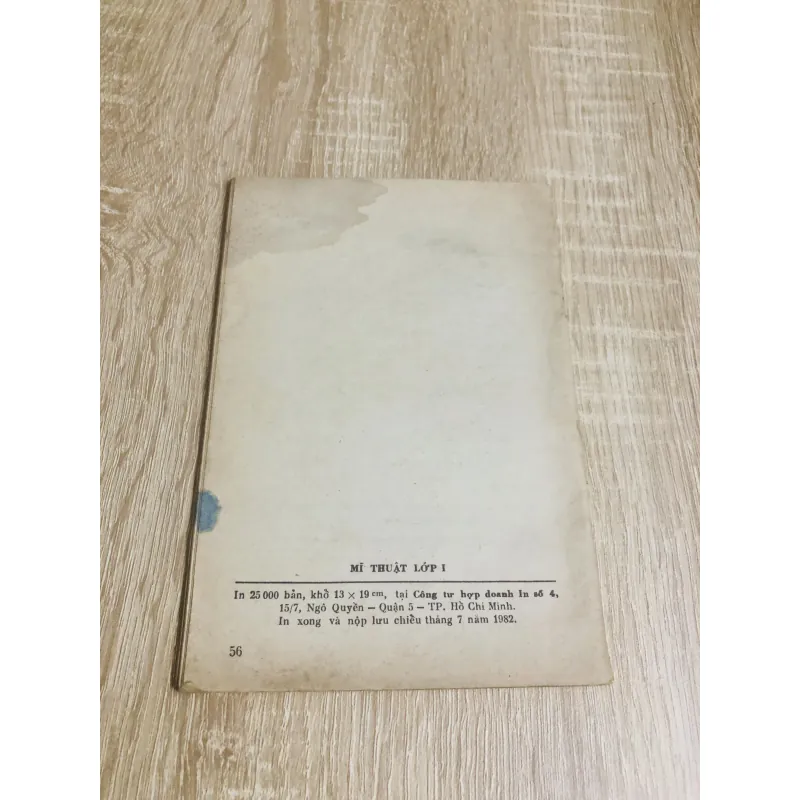 MĨ THUẬT LỚP I
In 25 000 bản, khổ 13 × 19 cm, tại Công tư hợp doanh In số 4,
15/7, Ngô Quyền – Quận 5 – TP. Hồ Chí Minh.
In xong và nộp lưu chiểu tháng 7 năm 1982.
56